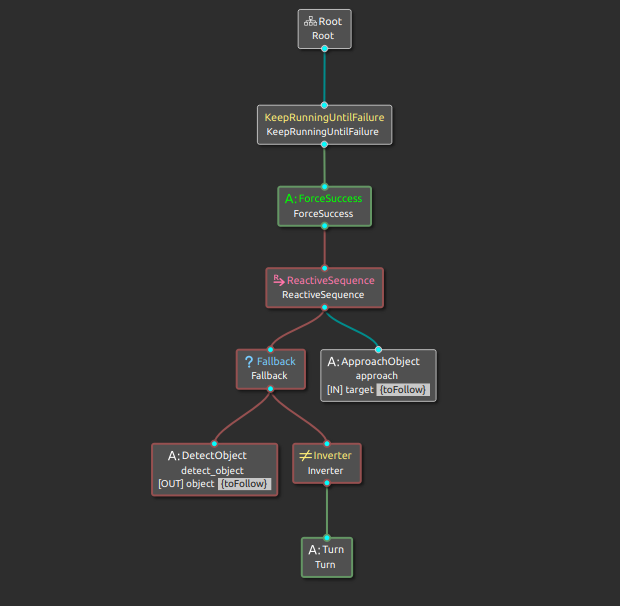 Root
Root
KeepRunningUntilFailure
KeepRunningUntilFailure
A: ForceSuccess
ForceSuccess
R ReactiveSequence
ReactiveSequence
? Fallback
Fallback
A: ApproachObject
approach
[IN] target {toFollow}
A: DetectObject
detect_object
[OUT] object {toFollow}
≠ Inverter
Inverter
A: Turn
Turn